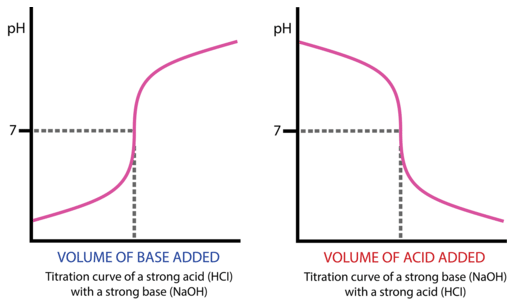 pH
7
VOLUME OF BASE ADDED
Titration curve of a strong acid (HCl)
with a strong base (NaOH)
pH
7
VOLUME OF ACID ADDED
Titration curve of a strong base (NaOH)
with a strong acid (HCl)